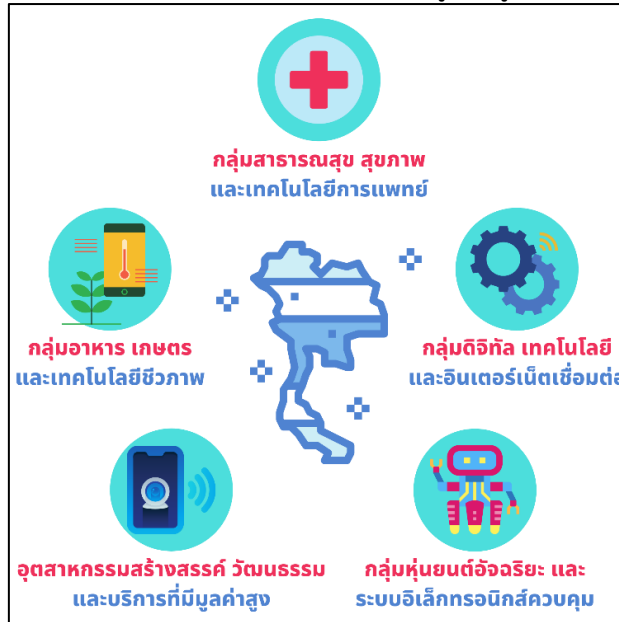 กลุ่มสาธารณสุข สุขภาพ
และเทคโนโลยีการแพทย์
กลุ่มอาหาร เกษตร
และเทคโนโลยีชีวภาพ
กลุ่มดิจิทัล เทคโนโลยี
และอินเตอร์เน็ตเชื่อมต่อ
อุตสาหกรรมสร้างสรรค์ วัฒนธรรม
และบริการที่มีมูลค่าสูง
กลุ่มหุ่นยนต์อัจฉริยะ และ
ระบบอิเล็กทรอนิกส์ควบคุม